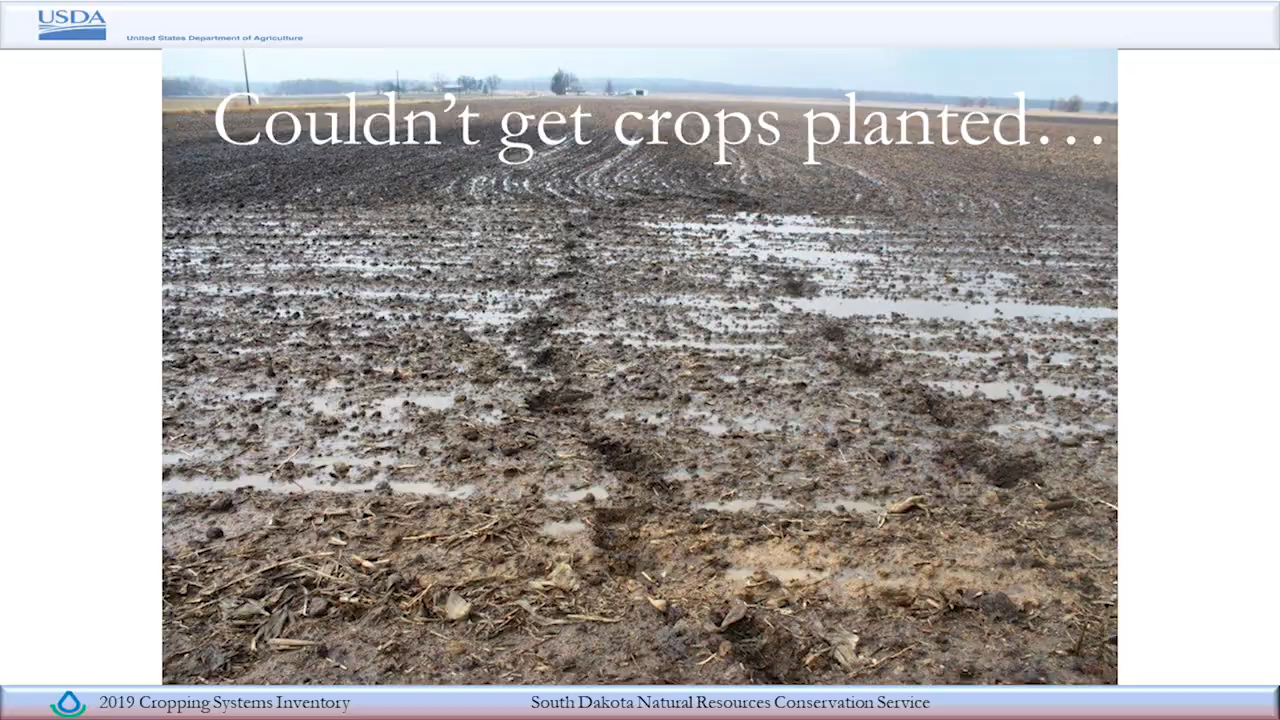 USDA
United States Department of Agriculture
Couldn't get crops planted…
2019 Cropping Systems Inventory
South Dakota Natural Resources Conservation Service